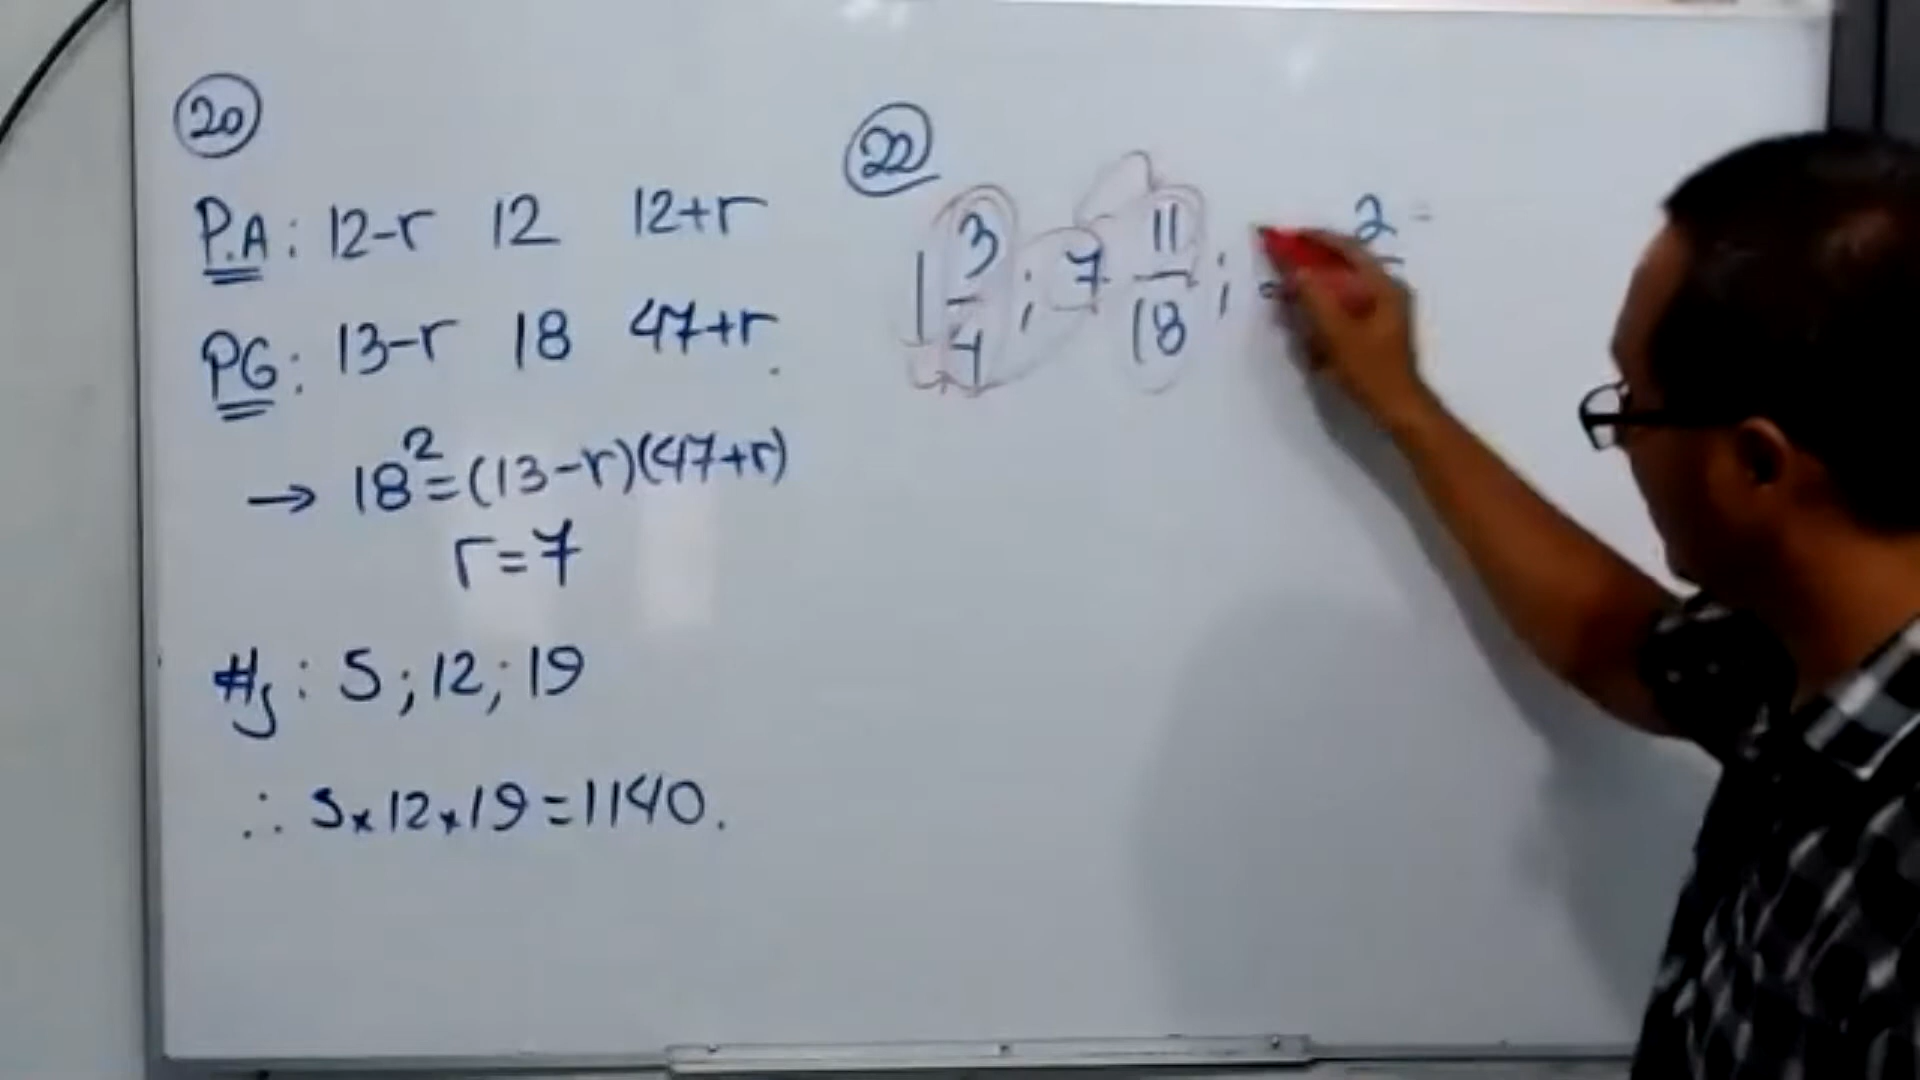 20
P.A: 12-r 12 12+r
PG: 13-r 18 47+r.
→ 18²=(13-r)(47+r)
r=7
#s: 5; 12; 19
∴ 5x12x19=1140.
22
1 3/4; 7 11/18; 2